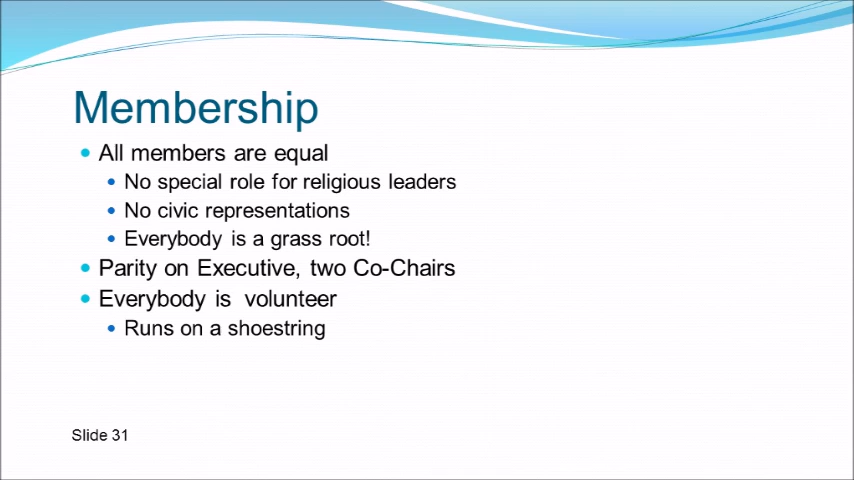 Membership
All members are equal
No special role for religious leaders
No civic representations
Everybody is a grass root!
Parity on Executive, two Co-Chairs
Everybody is  volunteer
Runs on a shoestring
Slide 31